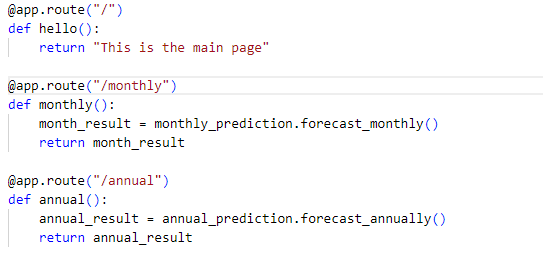 @app.route("/")
def hello():
    return "This is the main page"
@app.route("/monthly")
def monthly():
    month_result = monthly_prediction.forecast_monthly()
    return month_result
@app.route("/annual")
def annual():
    annual_result = annual_prediction.forecast_annually()
    return annual_result